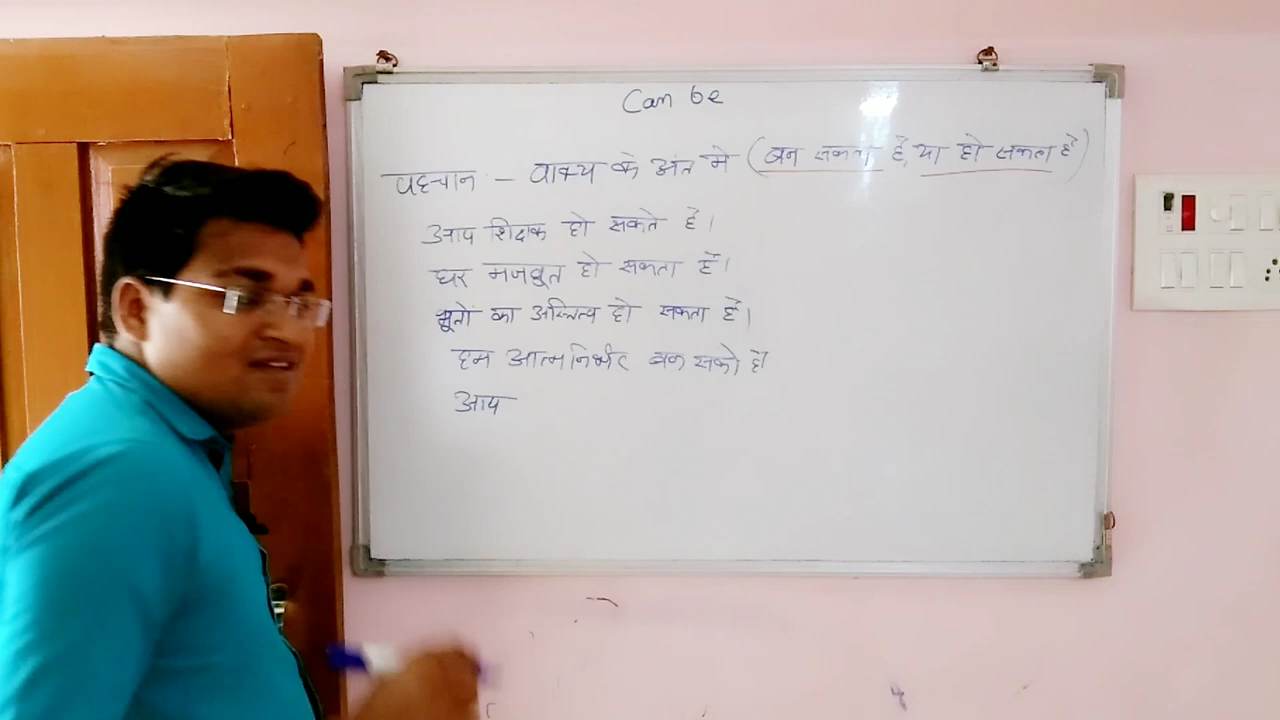 Can be
पहचान – वाक्य के अंत मे (बन सकता है, या हो सकता है)
आप शिक्षक हो सकते है।
घर मजबूत हो सकता है।
भूतों का अस्तित्व हो सकता है।
हम आत्मनिर्भर बन सकते है
आप